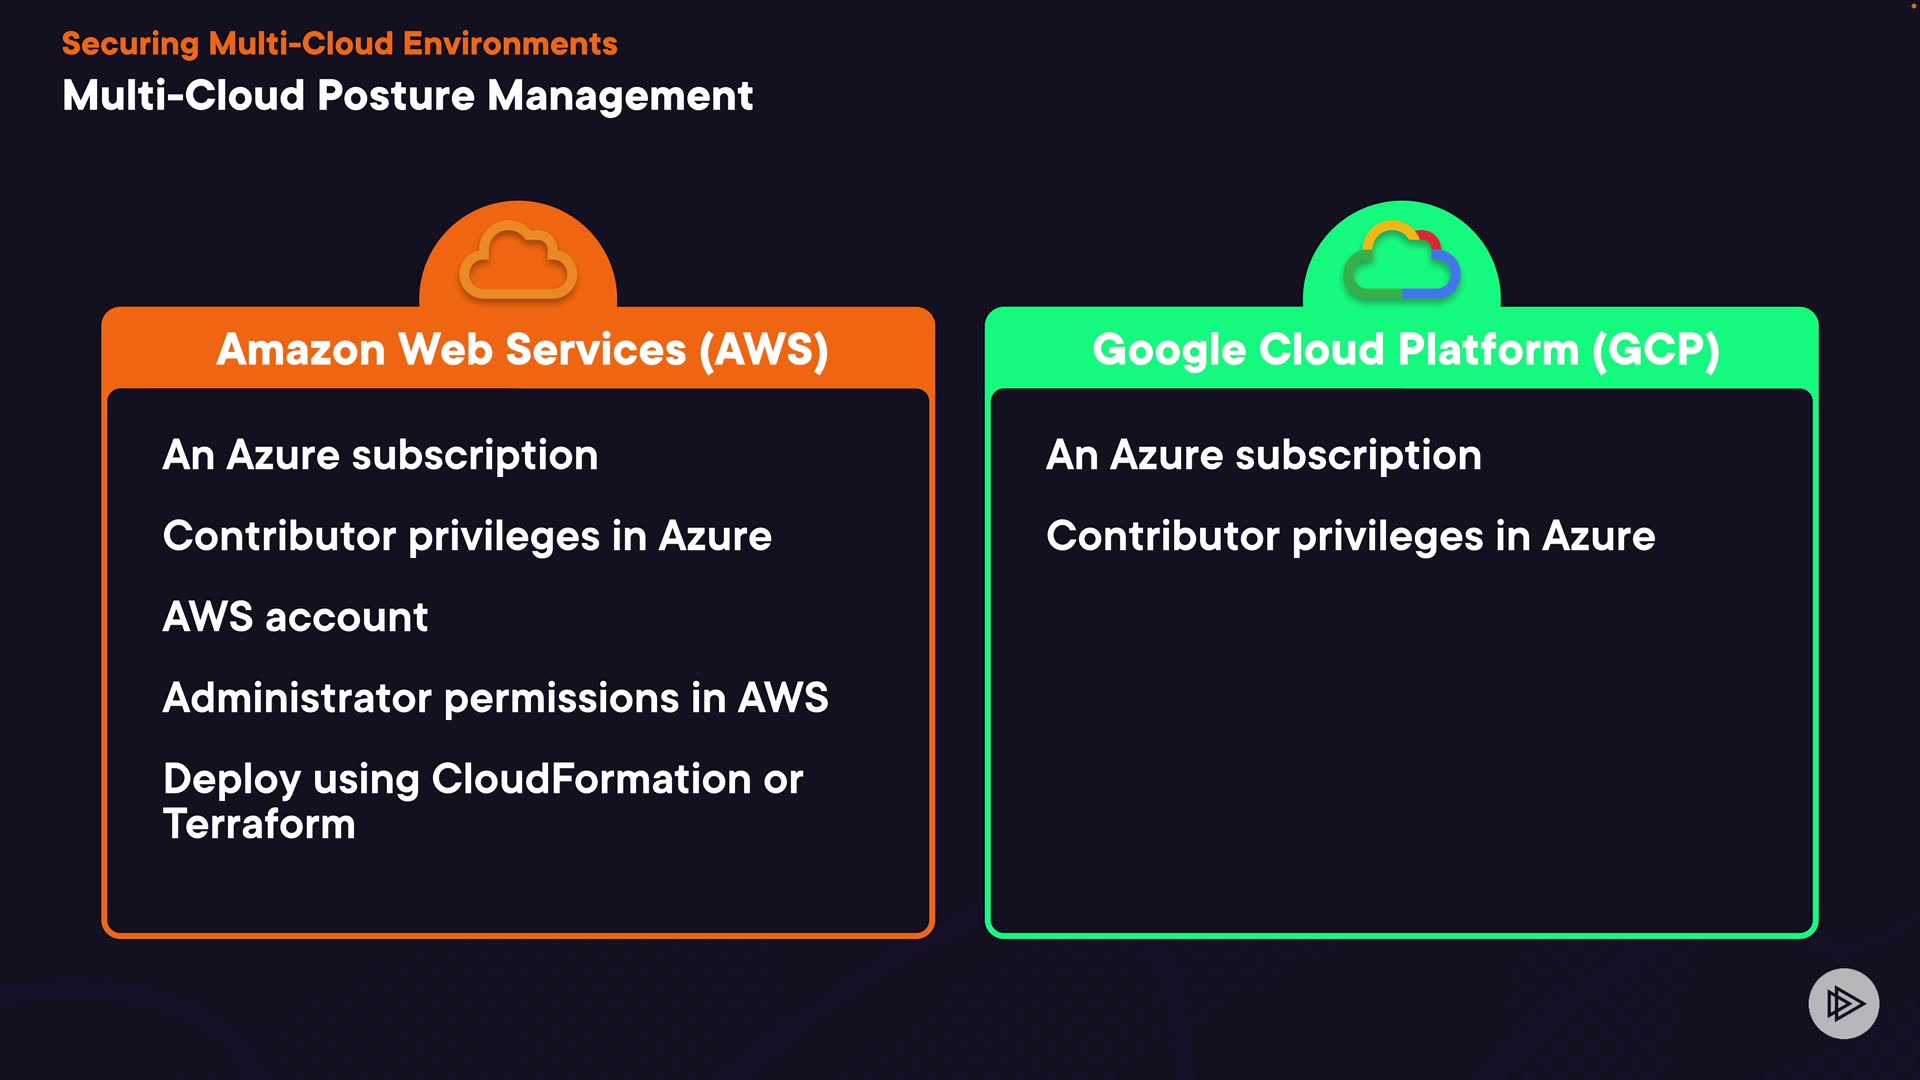 Securing Multi-Cloud Environments
Multi-Cloud Posture Management
Amazon Web Services (AWS)
An Azure subscription
Contributor privileges in Azure
AWS account
Administrator permissions in AWS
Deploy using CloudFormation or
Terraform
Google Cloud Platform (GCP)
An Azure subscription
Contributor privileges in Azure